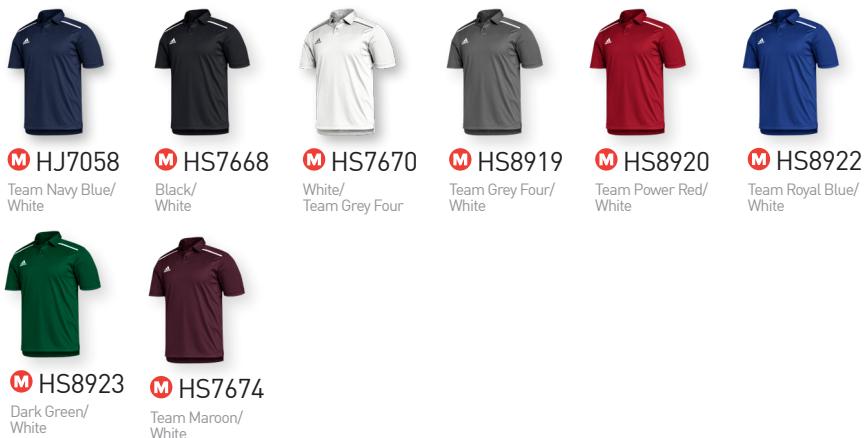 M HJ7058
Team Navy Blue/
White
M HS7668
Black/
White
M HS7670
White/
Team Grey Four
M HS8919
Team Grey Four/
White
M HS8920
Team Power Red/
White
M HS8922
Team Royal Blue/
White
M HS8923
Dark Green/
White
M HS7674
Team Maroon/
White